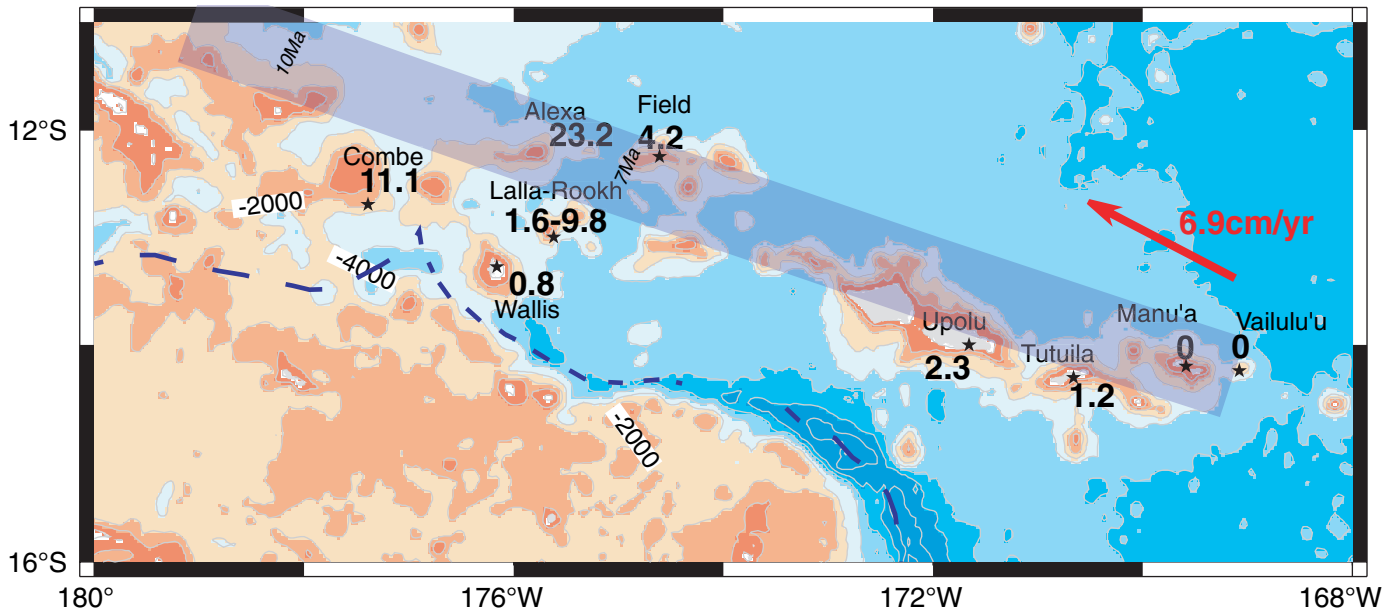 10Ma
Alexa
23.2
Field
4.2
12°S
7Ma
Combe
11.1
Lalla-Rookh
1.6-9.8
-2000
6.9cm/yr
-4000
0.8
Wallis
Manu'a
0
Vailulu'u
0
Upolu
2.3
Tutuila
1.2
-2000
16°S
180°
176°W
172°W
168°W